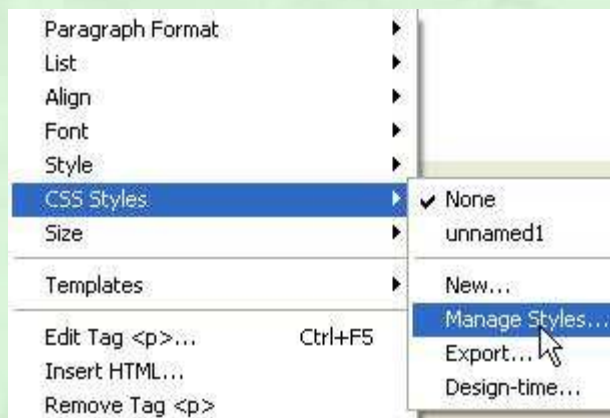 Paragraph Format
List
Align
Font
Style
CSS Styles
Size
Templates
Edit Tag <p>... Ctrl+F5
Insert HTML...
Remove Tag <p>
None
unnamed1
New...
Manage Styles...
Export...
Design-time...